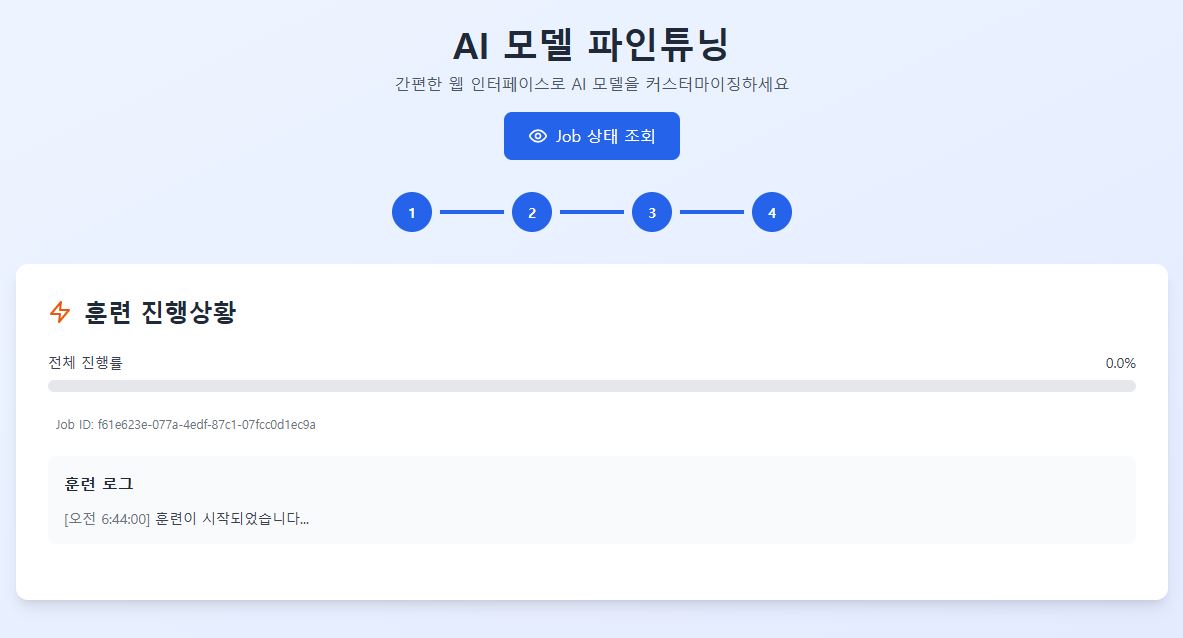 AI 모델 파인튜닝
간편한 웹 인터페이스로 AI 모델을 커스터마이징하세요
Job 상태 조회
1 2 3 4
훈련 진행상황
전체 진행률 0.0%
Job ID: f61e623e-077a-4edf-87c1-07fcc0d1ec9a
훈련 로그
[오전 6:44:00] 훈련이 시작되었습니다...